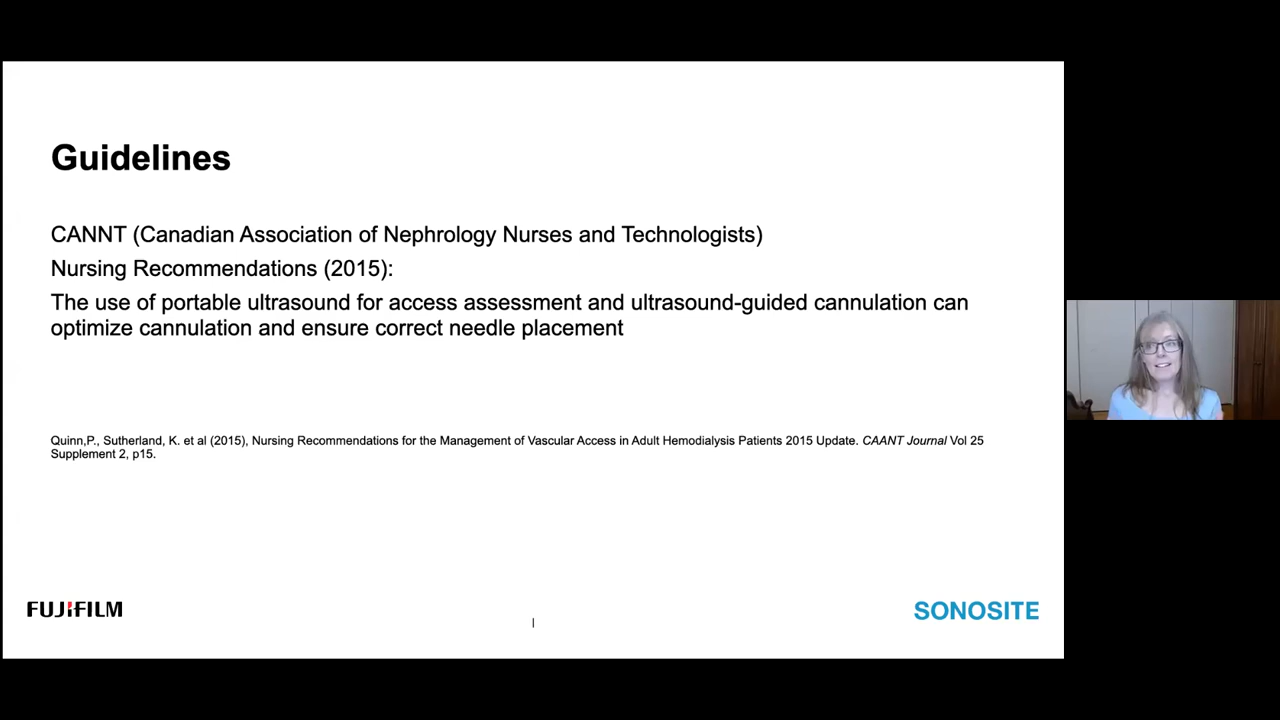 Guidelines
CANNT (Canadian Association of Nephrology Nurses and Technologists)
Nursing Recommendations (2015):
The use of portable ultrasound for access assessment and ultrasound-guided cannulation can
optimize cannulation and ensure correct needle placement
Quinn,P., Sutherland, K. et al (2015), Nursing Recommendations for the Management of Vascular Access in Adult Hemodialysis Patients 2015 Update. CAANT Journal Vol 25
Supplement 2, p15.
FUJIFILM
SONOSITE